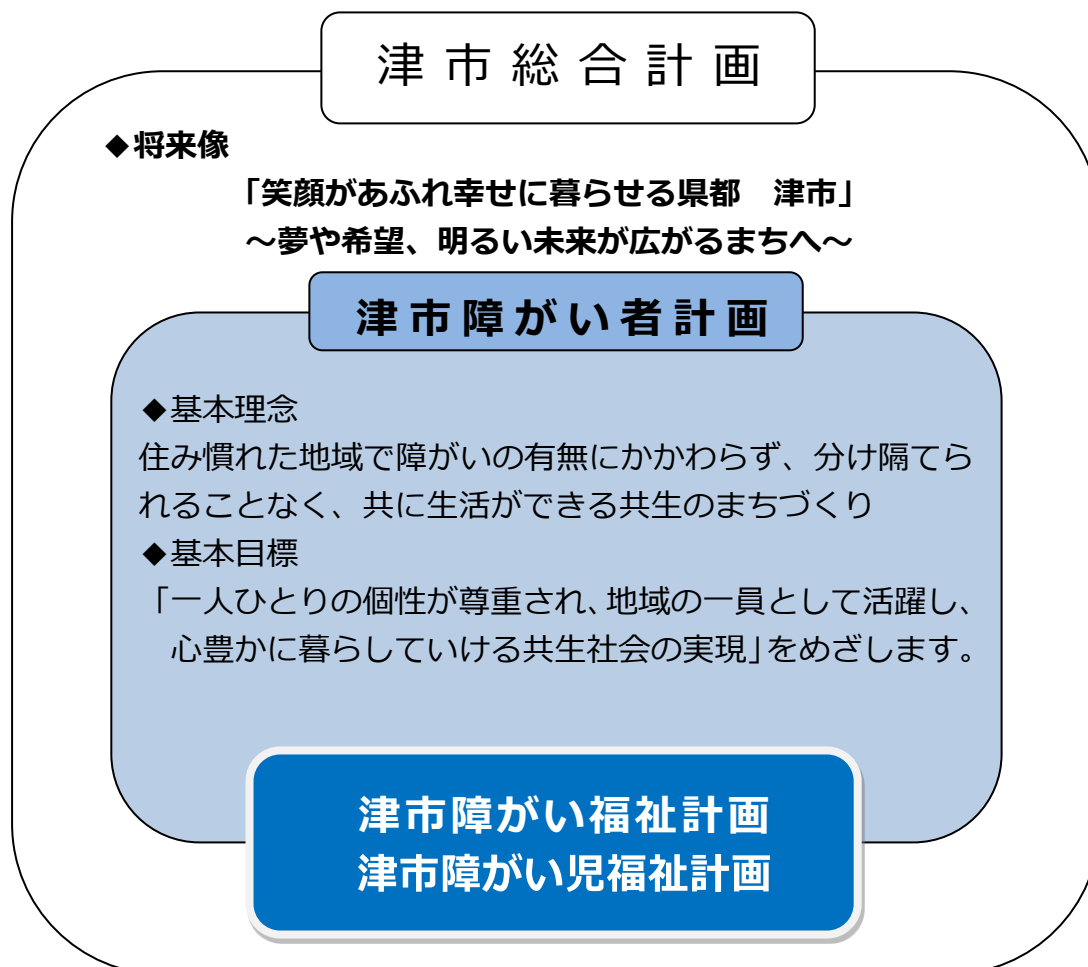 津市総合計画
◆将来像
「笑顔があふれ幸せに暮らせる県都　津市」
～夢や希望、明るい未来が広がるまちへ～
津市障がい者計画
◆基本理念
住み慣れた地域で障がいの有無にかかわらず、分け隔てら
れることなく、共に生活ができる共生のまちづくり
◆基本目標
「一人ひとりの個性が尊重され、地域の一員として活躍し、
心豊かに暮らしていける共生社会の実現」をめざします。
津市障がい福祉計画
津市障がい児福祉計画